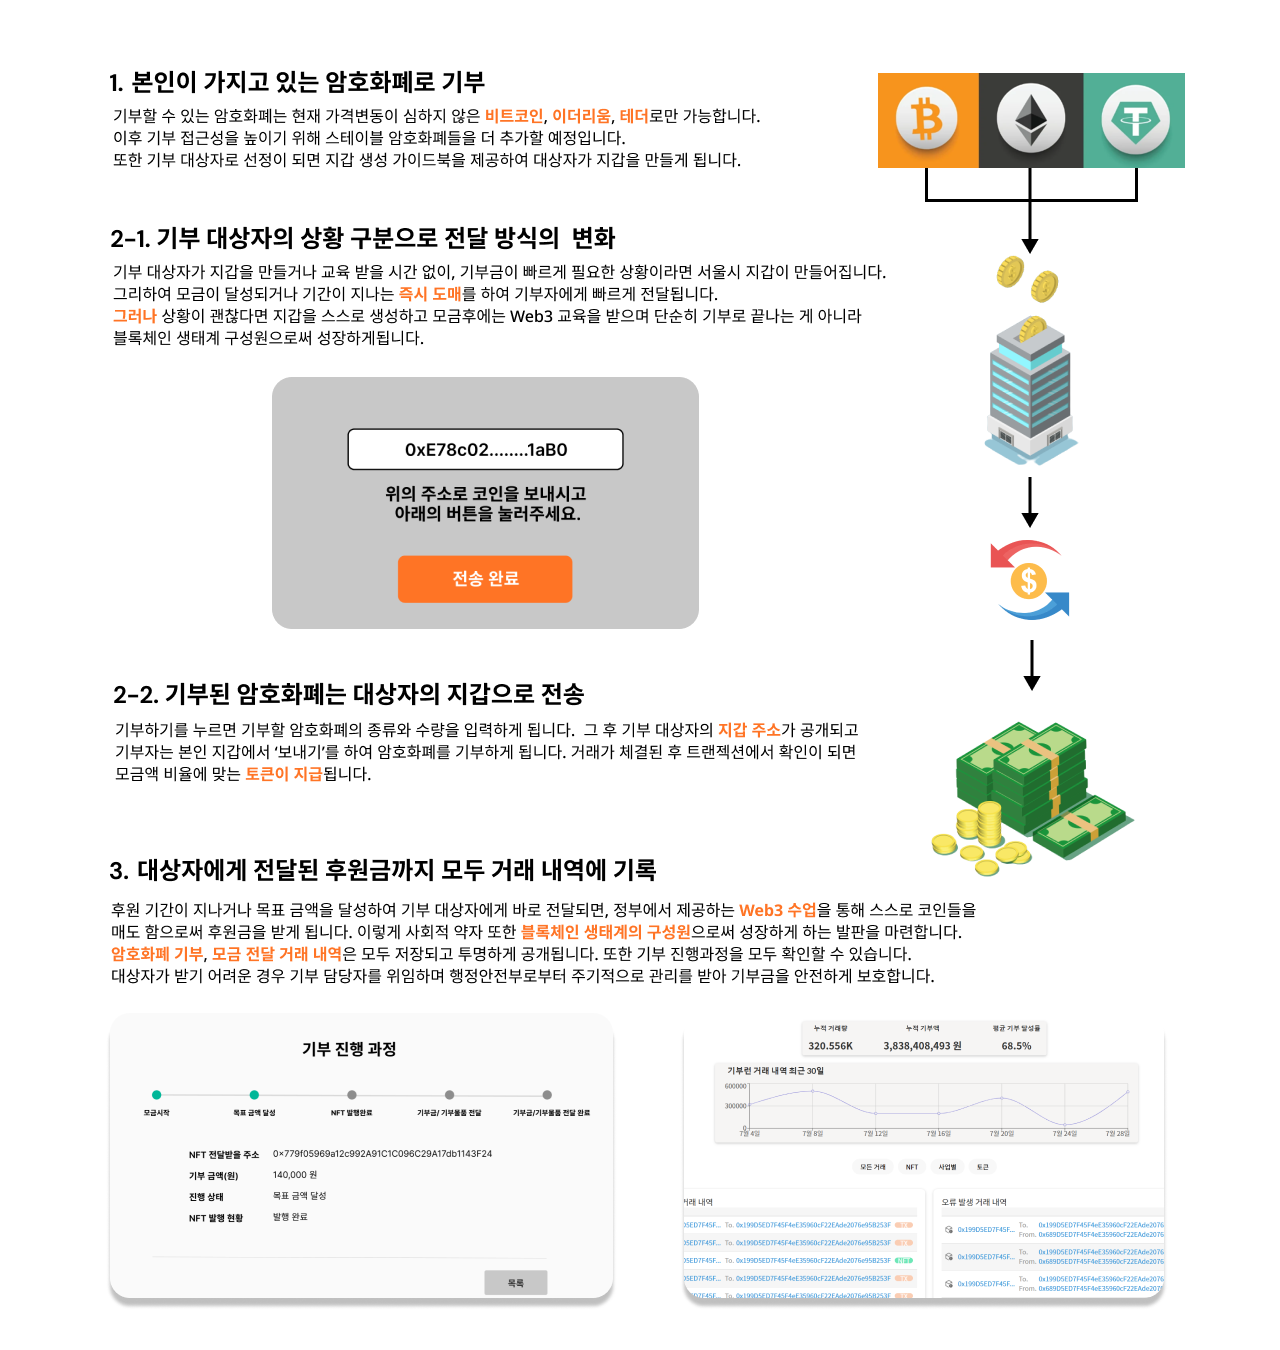 1. 본인이 가지고 있는 암호화폐로 기부
기부할 수 있는 암호화폐는 현재 가격변동이 심하지 않은 비트코인, 이더리움, 테더로만 가능합니다.
이후 기부 접근성을 높이기 위해 스테이블 암호화폐들을 더 추가할 예정입니다.
또한 기부 대상자로 선정이 되면 지갑 생성 가이드북을 제공하여 대상자가 지갑을 만들게 됩니다.
2-1. 기부 대상자의 상황 구분으로 전달 방식의 변화
기부 대상자가 지갑을 만들거나 교육 받을 시간 없이, 기부금이 빠르게 필요한 상황이라면 서울시 지갑이 만들어집니다.
그리하여 모금이 달성되거나 기간이 지나는 즉시 도매를 하여 기부자에게 빠르게 전달됩니다.
그러나 상황이 괜찮다면 지갑을 스스로 생성하고 모금후에는 Web3 교육을 받으며 단순히 기부로 끝나는 게 아니라
블록체인 생태계 구성원으로써 성장하게됩니다.
0xE78c02........1aB0
위의 주소로 코인을 보내시고
아래의 버튼을 눌러주세요.
전송 완료
2-2. 기부된 암호화폐는 대상자의 지갑으로 전송
기부하기를 누르면 기부할 암호화폐의 종류와 수량을 입력하게 됩니다. 그 후 기부 대상자의 지갑 주소가 공개되고
기부자는 본인 지갑에서 ‘보내기’를 하여 암호화폐를 기부하게 됩니다. 거래가 체결된 후 트랜젝션에서 확인이 되면
모금액 비율에 맞는 토큰이 지급됩니다.
3. 대상자에게 전달된 후원금까지 모두 거래 내역에 기록
후원 기간이 지나거나 목표 금액을 달성하여 기부 대상자에게 바로 전달되면, 정부에서 제공하는 Web3 수업을 통해 스스로 코인들을
매도 함으로써 후원금을 받게 됩니다. 이렇게 사회적 약자 또한 블록체인 생태계의 구성원으로써 성장하게 하는 발판을 마련합니다.
암호화폐 기부, 모금 전달 거래 내역은 모두 저장되고 투명하게 공개됩니다. 또한 기부 진행과정을 모두 확인할 수 있습니다.
대상자가 받기 어려운 경우 기부 담당자를 위임하며 행정안전부로부터 주기적으로 관리를 받아 기부금을 안전하게 보호합니다.
기부 진행 과정
모금시작 목표 금액 달성 NFT 발행완료 기부금/ 기부물품 전달 기부금/기부물품 전달 완료
NFT 전달받을 주소 0×779f05969a12c992A91C1C096C29A17db1143F24
기부 금액(원) 140,000 원
진행 상태 목표 금액 달성
NFT 발행 현황 발행 완료
목록
누적 거래량 누적 기부액 평균 기부 달성률
320.556K 3,838,408,493 원 68.5%
기부런 거래 내역 최근 30일
600000
300000
0
7월 4일 7월 8일 7월 12일 7월 16일 7월 20일 7월 24일 7월 28일
모든 거래 NFT 사업별 토큰
거래 내역
D5ED7F45F... To. 0x199D5ED7F45F4eE35960cF22EAde2076e95B253F
5ED7F45F... To. 0x199D5ED7F45F4eE35960cF22EAde2076e95B253F
5ED7F45F... To. 0x199D5ED7F45F4eE35960cF22EAde2076e95B253F NFT
5ED7F45F... To. 0x199D5ED7F45F4eE35960cF22EAde2076e95B253F
D5ED7F45F... To. 0x199D5ED7F45F4eE35960cF22EAde2076e95B253F
오류 발생 거래 내역
0x199D5ED7F45F... To. 0x199D5ED7F45F4eE35960cF22EAde2076
From. 0x689D5ED7F45F4eE35960cF22EAde2076
0x199D5ED7F45F... To. 0x199D5ED7F45F4eE35960cF22EAde2076
From. 0x689D5ED7F45F4eE35960cF22EAde2076
0x199D5ED7F45F... To. 0x199D5ED7F45F4eE35960cF22EAde2076
From. 0x689D5ED7F45F4eE35960cF22EAde2076